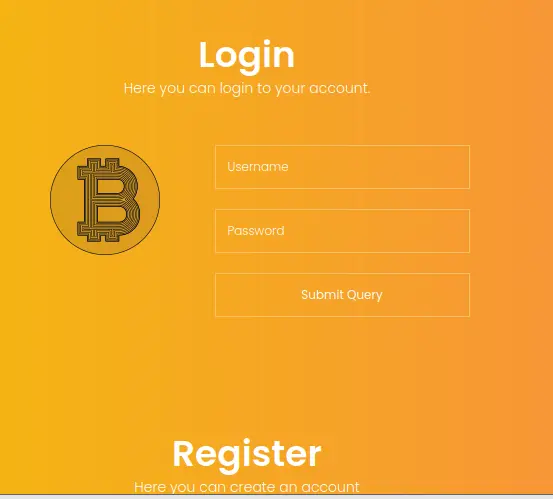 Login
Here you can login to your account.
Username
Password
Submit Query
Register
Here you can create an account